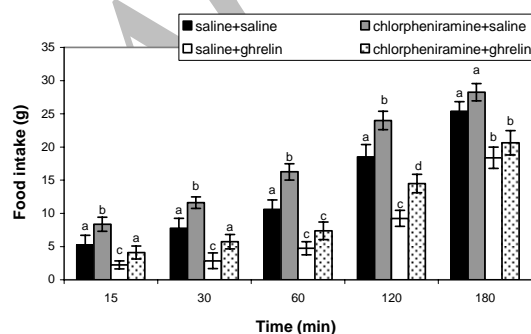 saline+saline chlorpheniramine+saline
saline+ghrelin chlorpheniramine+ghrelin
35
30
25
20
15
10
5
0
Food intake (g)
a b c a
a b c a
a b c c
a b c d
a a b b
15 30 60 120 180
Time (min)